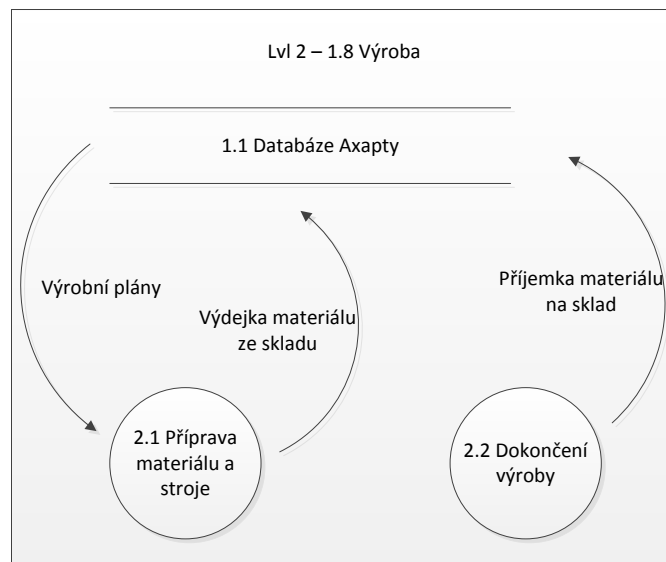 Lvl 2 – 1.8 Výroba
1.1 Databáze Axapty
Výrobní plány
Výdejka materiálu
ze skladu
Příjemka materiálu
na sklad
2.1 Příprava
materiálu a
stroje
2.2 Dokončení
výroby